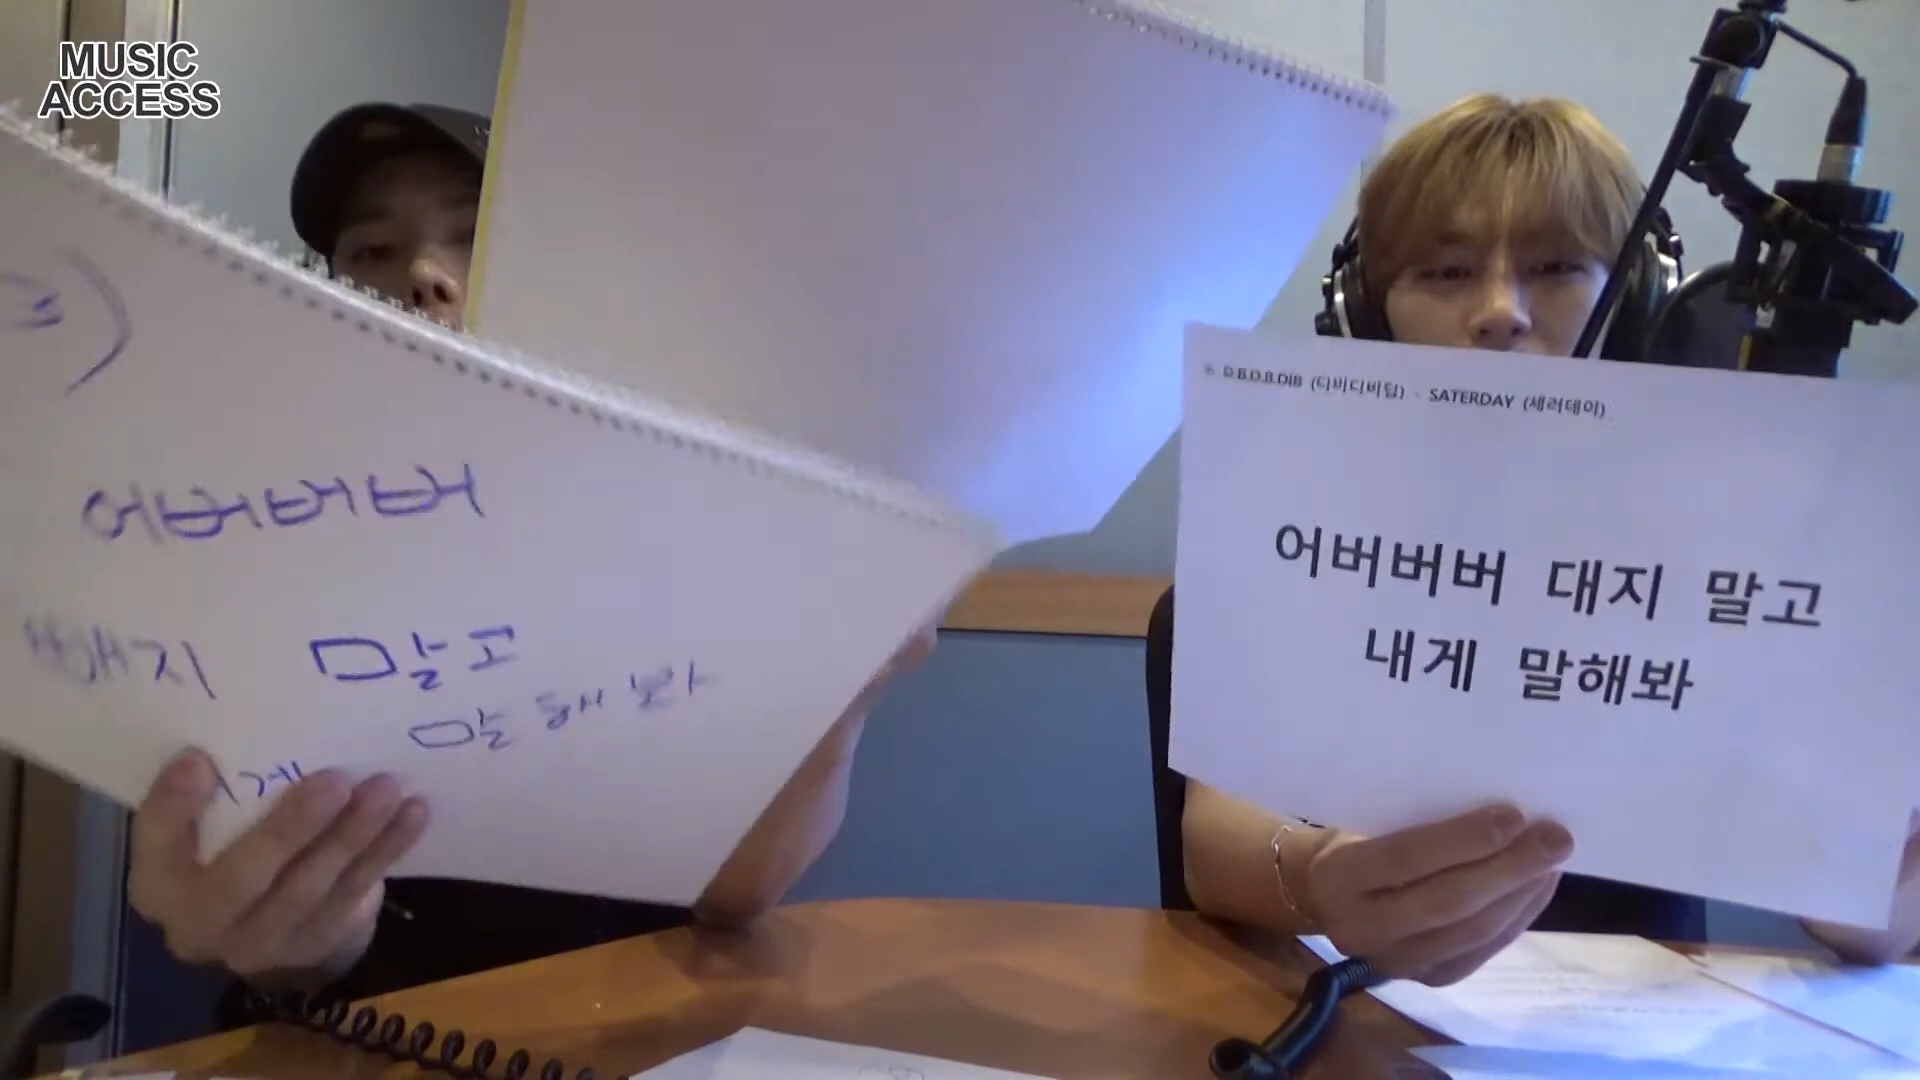 MUSIC
ACCESS
어버버버
말고
말해봐
D.B.D.B.DIB (디비디비딥) - SATERDAY (세러데이)
어버버버 대지 말고
내게 말해봐